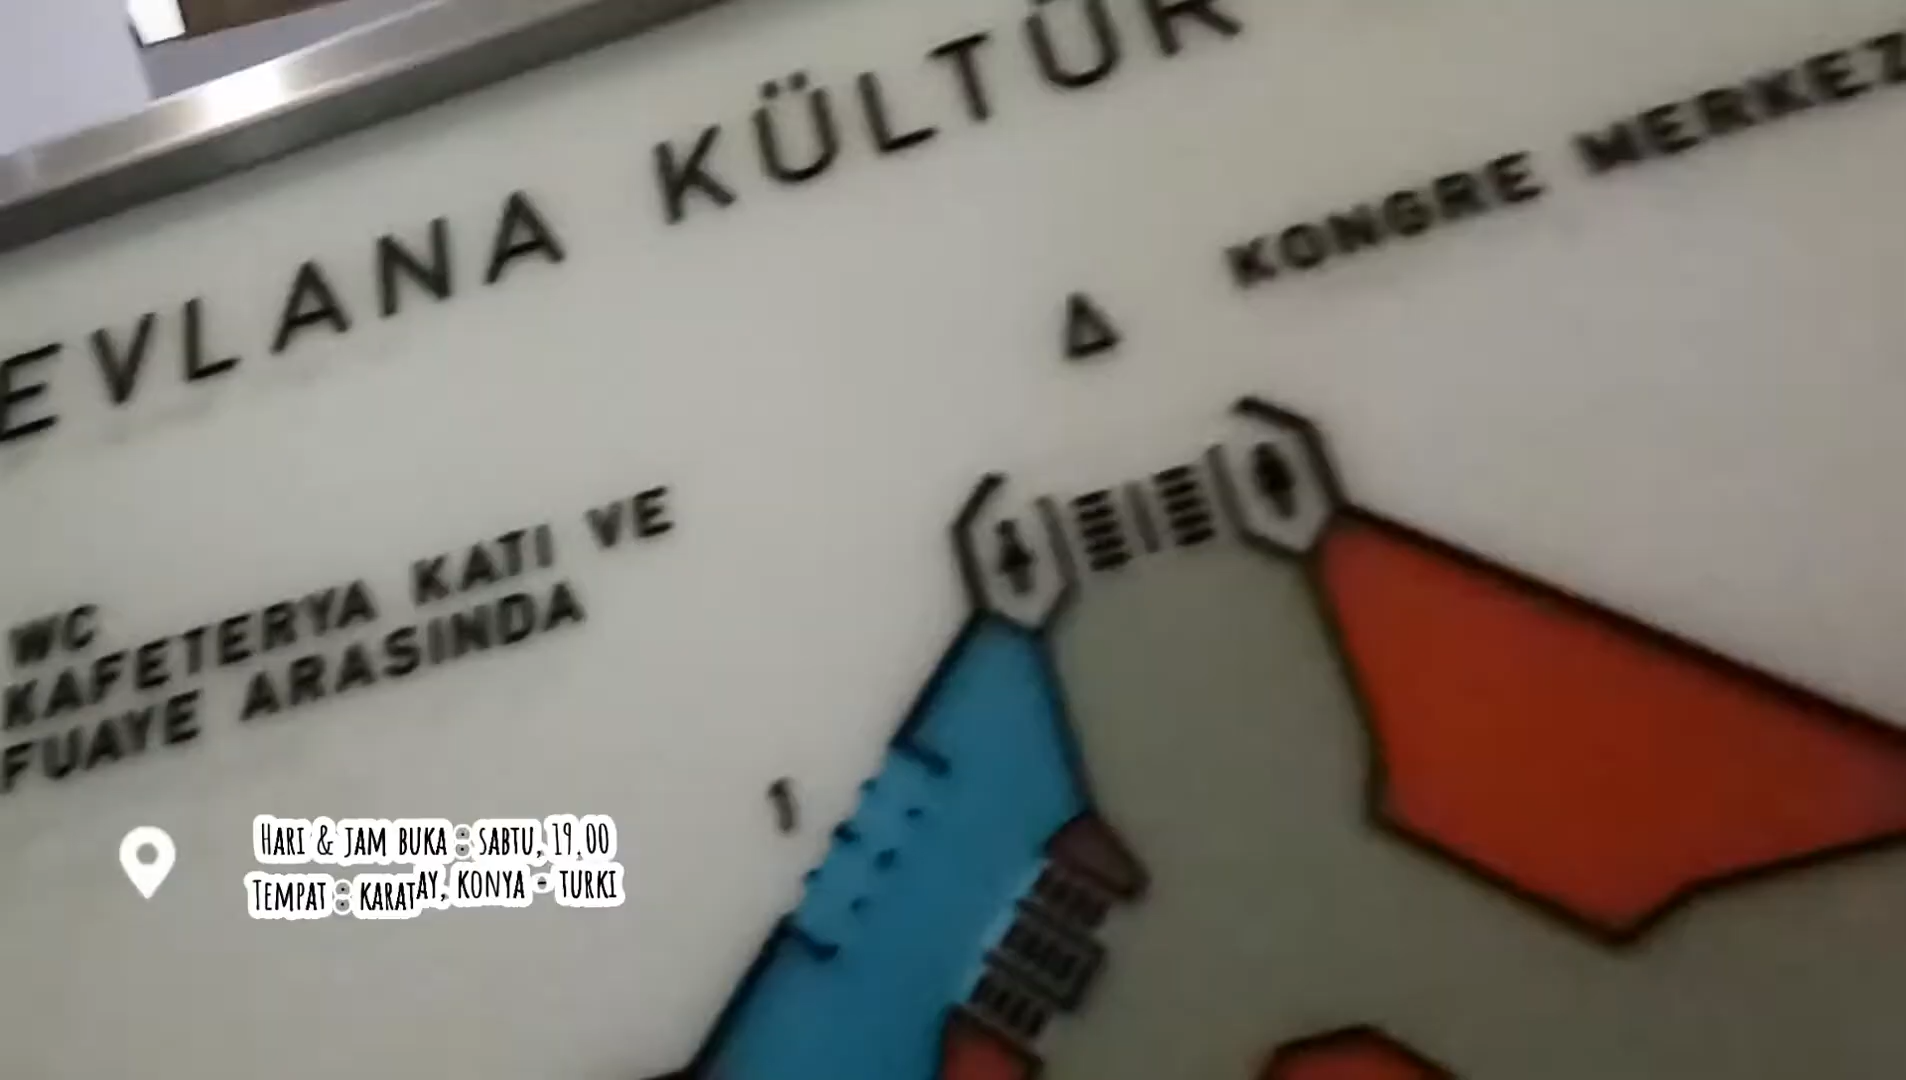 EVLANA KÜLTÜR
KONGRE MERKEZ
WC
KAFETERYA KATI VE
FUAYE ARASINDA
1
HARI & JAM BUKA : SABTU, 19.00
TEMPAT : KARATAY, KONYA - TURKI